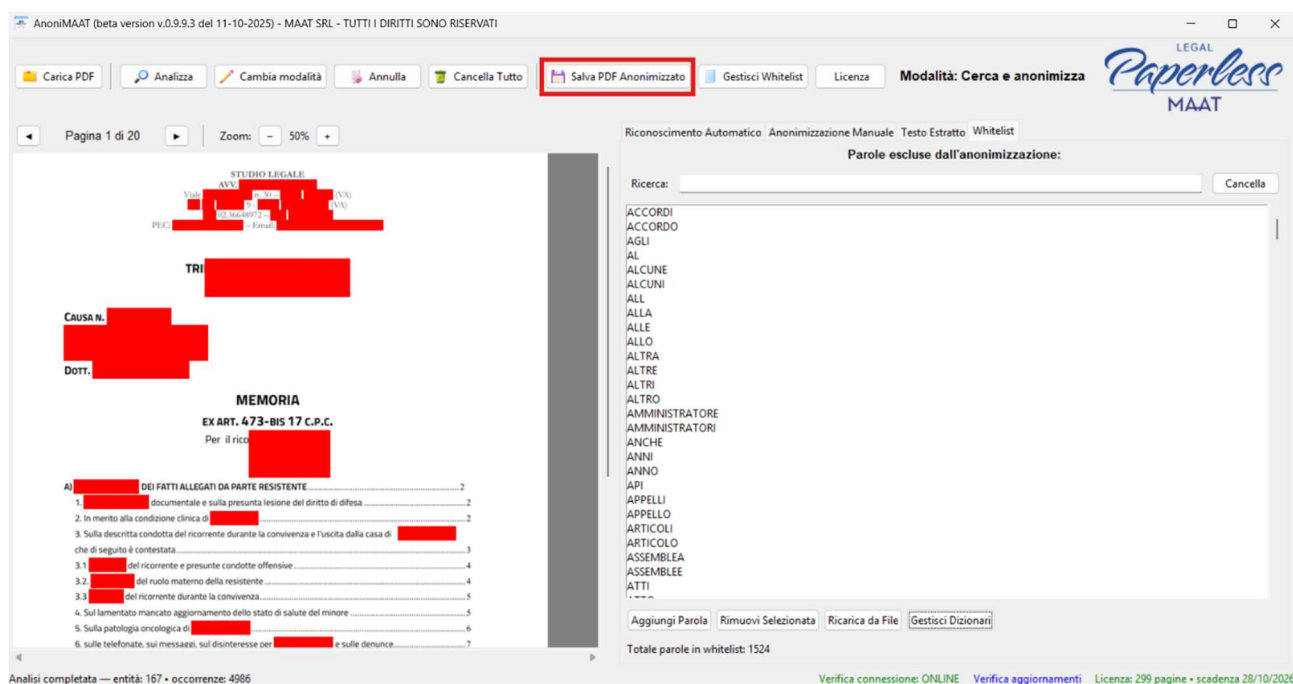 AnoniMAAT (beta version v.0.9.9.3 del 11-10-2025) - MAAT SRL - TUTTI I DIRITTI SONO RISERVATI
Carica PDF Analizza Cambia modalità Annulla Cancella Tutto Salva PDF Anonimizzato Gestisci Whitelist Licenza Modalità: Cerca e anonimizza
LEGAL
Paperless
MAAT
Pagina 1 di 20 Zoom: - 50% +
STUDIO LEGALE
AVV.
Viale n. 30 – (VA)
9 - (VA)
02.36648972 –
PEC: – Email:
TRI
CAUSA N.
DOTT.
MEMORIA
EX ART. 473-BIS 17 C.P.C.
Per il rico
A) DEI FATTI ALLEGATI DA PARTE RESISTENTE 2
1. documentale e sulla presunta lesione del diritto di difesa 2
2. In merito alla condizione clinica di 2
3. Sulla descritta condotta del ricorrente durante la convivenza e l'uscita dalla casa di
che di seguito è contestata 3
3.1 del ricorrente e presunte condotte offensive 4
3.2. del ruolo materno della resistente 4
3.3 del ricorrente durante la convivenza 5
4. Sul lamentato mancato aggiornamento dello stato di salute del minore 5
5. Sulla patologia oncologica di 6
6. sulle telefonate, sui messaggi, sul disinteresse per e sulle denunce 7
Riconoscimento Automatico Anonimizzazione Manuale Testo Estratto Whitelist
Parole escluse dall'anonimizzazione:
Ricerca: Cancella
ACCORDI
ACCORDO
AGLI
AL
ALCUNE
ALCUNI
ALL
ALLA
ALLE
ALLO
ALTRA
ALTRE
ALTRI
ALTRO
AMMINISTRATORE
AMMINISTRATORI
ANCHE
ANNI
ANNO
API
APPELLI
APPELLO
ARTICOLI
ARTICOLO
ASSEMBLEA
ASSEMBLEE
ATTI
Aggiungi Parola Rimuovi Selezionata Ricarica da File Gestisci Dizionari
Totale parole in whitelist: 1524
Analisi completata — entità: 167 • occorrenze: 4986 Verifica connessione: ONLINE Verifica aggiornamenti Licenza: 299 pagine • scadenza 28/10/2026